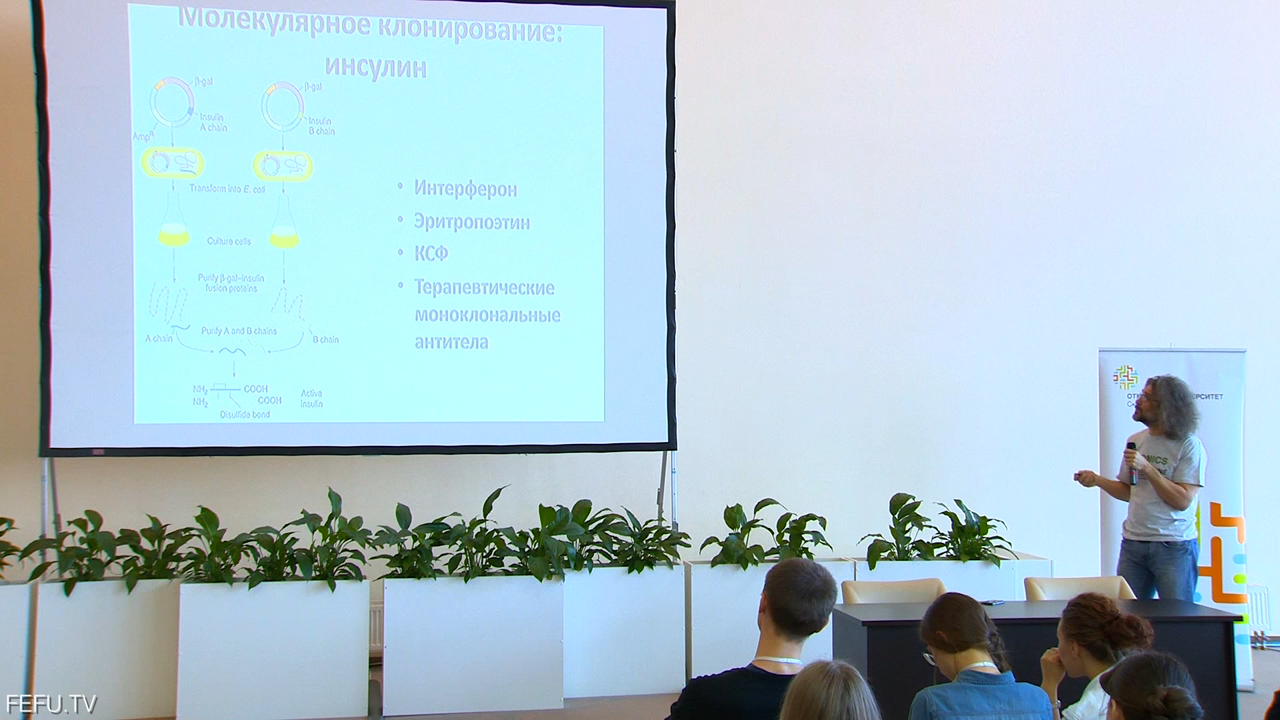 Молекулярное клонирование:
инсулин
β-gal
β-gal
Insulin
A chain
Insulin
B chain
Amp^R
Transform into E. coli
Culture cells
Purify β-gal–insulin
fusion proteins
Purify A and B chains
A chain
B chain
NH₂
COOH
NH₂
COOH
Disulfide bond
Active
insulin
• Интерферон
• Эритропоэтин
• КСФ
• Терапевтические
моноклональные
антитела
FEFU.TV